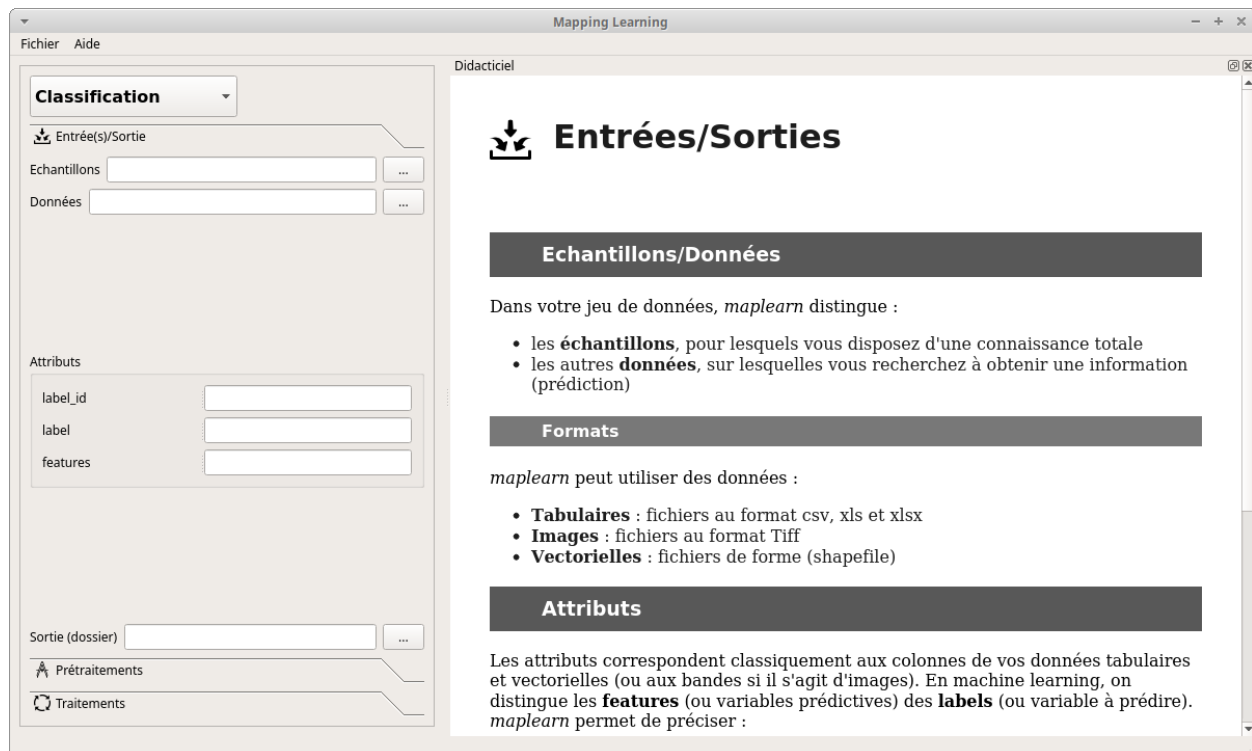 Mapping Learning
Fichier Aide
Classification
Entrée(s)/Sortie
Echantillons ...
Données ...
Attributs
label_id
label
features
Sortie (dossier) ...
Prétraitements
Traitements
Didacticiel
Entrées/Sorties
Echantillons/Données
Dans votre jeu de données, maplearn distingue :
• les échantillons, pour lesquels vous disposez d'une connaissance totale
• les autres données, sur lesquelles vous recherchez à obtenir une information
(prédiction)
Formats
maplearn peut utiliser des données :
• Tabulaires : fichiers au format csv, xls et xlsx
• Images : fichiers au format Tiff
• Vectorielles : fichiers de forme (shapefile)
Attributs
Les attributs correspondent classiquement aux colonnes de vos données tabulaires
et vectorielles (ou aux bandes si il s'agit d'images). En machine learning, on
distingue les features (ou variables prédictives) des labels (ou variable à prédire).
maplearn permet de préciser :